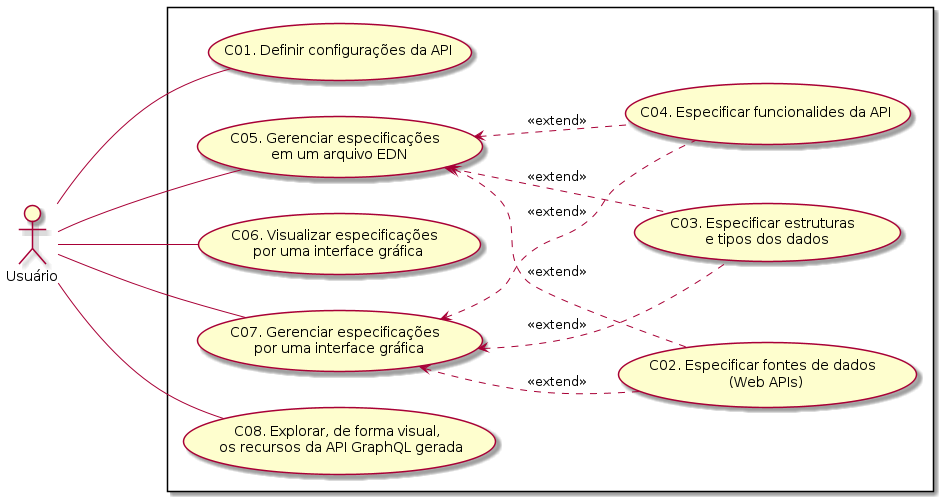 C01. Definir configurações da API
C05. Gerenciar especificações
em um arquivo EDN
C06. Visualizar especificações
por uma interface gráfica
C07. Gerenciar especificações
por uma interface gráfica
C08. Explorar, de forma visual,
os recursos da API GraphQL gerada
Usuário
«extend»
«extend»
«extend»
«extend»
«extend»
«extend»
C04. Especificar funcionalides da API
C03. Especificar estruturas
e tipos dos dados
C02. Especificar fontes de dados
(Web APIs)